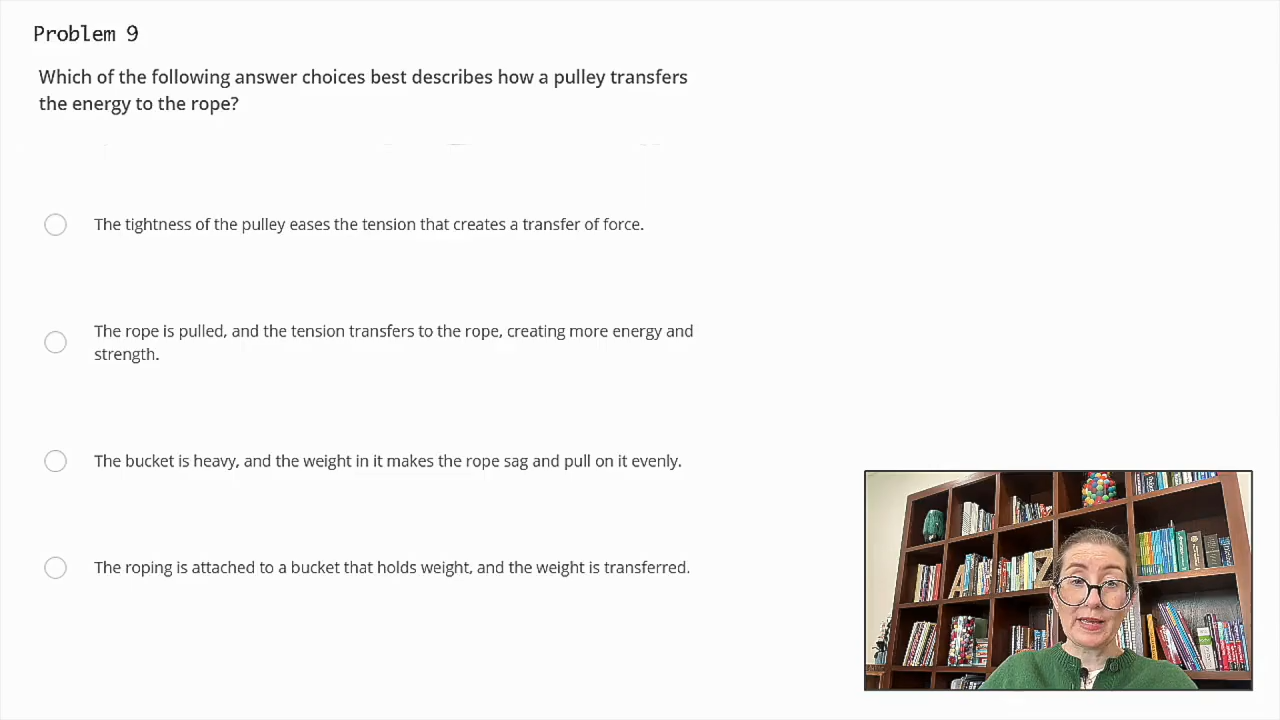 Problem 9
Which of the following answer choices best describes how a pulley transfers
the energy to the rope?
The tightness of the pulley eases the tension that creates a transfer of force.
The rope is pulled, and the tension transfers to the rope, creating more energy and
strength.
The bucket is heavy, and the weight in it makes the rope sag and pull on it evenly.
The roping is attached to a bucket that holds weight, and the weight is transferred.
A
Z